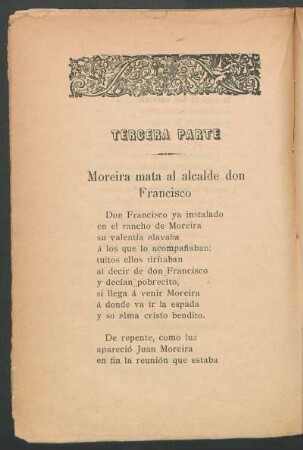 TERCERA PARTE
Moreira mata al alcalde don
Francisco
Don Francisco ya instalado
en el rancho de Moreira
su valentía alavaba
á los que lo acompañaban;
tuitos ellos tiritaban
al decir de don Francisco
y decían pobrecito,
si llega á venir Moreira
á donde va ir la espada
y su alma cristo bendito.
De repente, como luz
apareció Juan Moreira
en fin la reunión que estaba